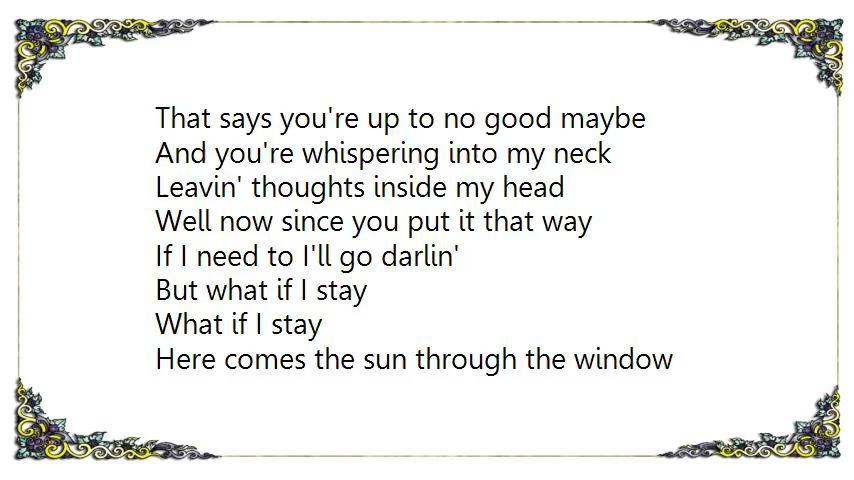 That says you're up to no good maybe
And you're whispering into my neck
Leavin' thoughts inside my head
Well now since you put it that way
If I need to I'll go darlin'
But what if I stay
What if I stay
Here comes the sun through the window